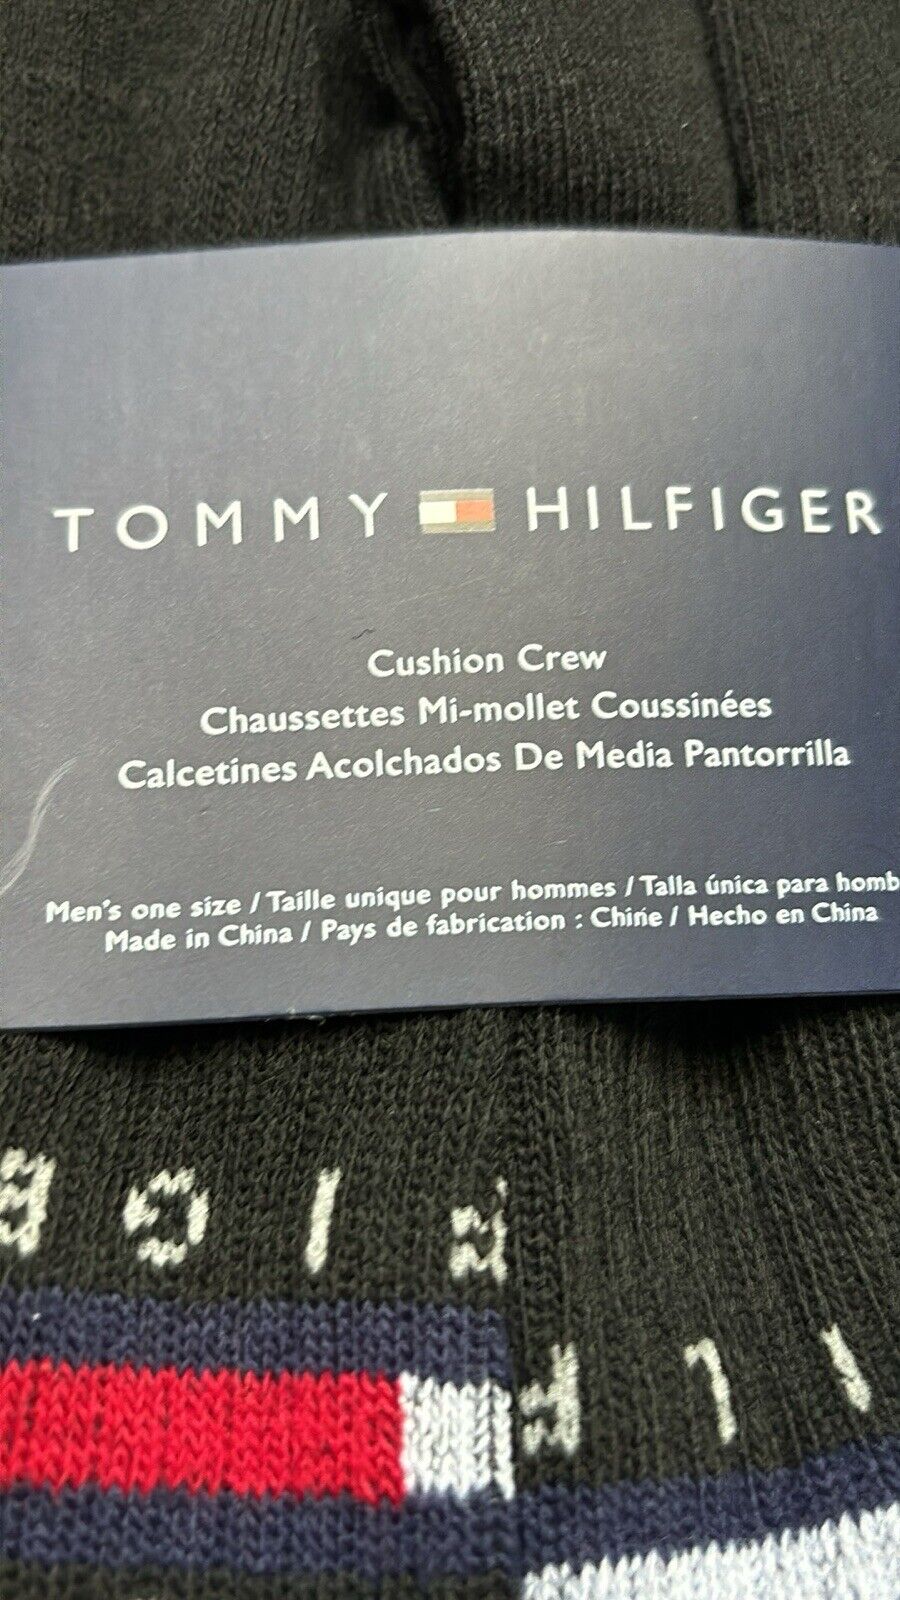 TOMMY HILFIGER
Cushion Crew
Chaussettes Mi-mollet Coussinées
Calcetines Acolchados De Media Pantorrilla
Men's one size / Taille unique pour hommes / Talla única para homb
Made in China / Pays de fabrication : Chine / Hecho en China